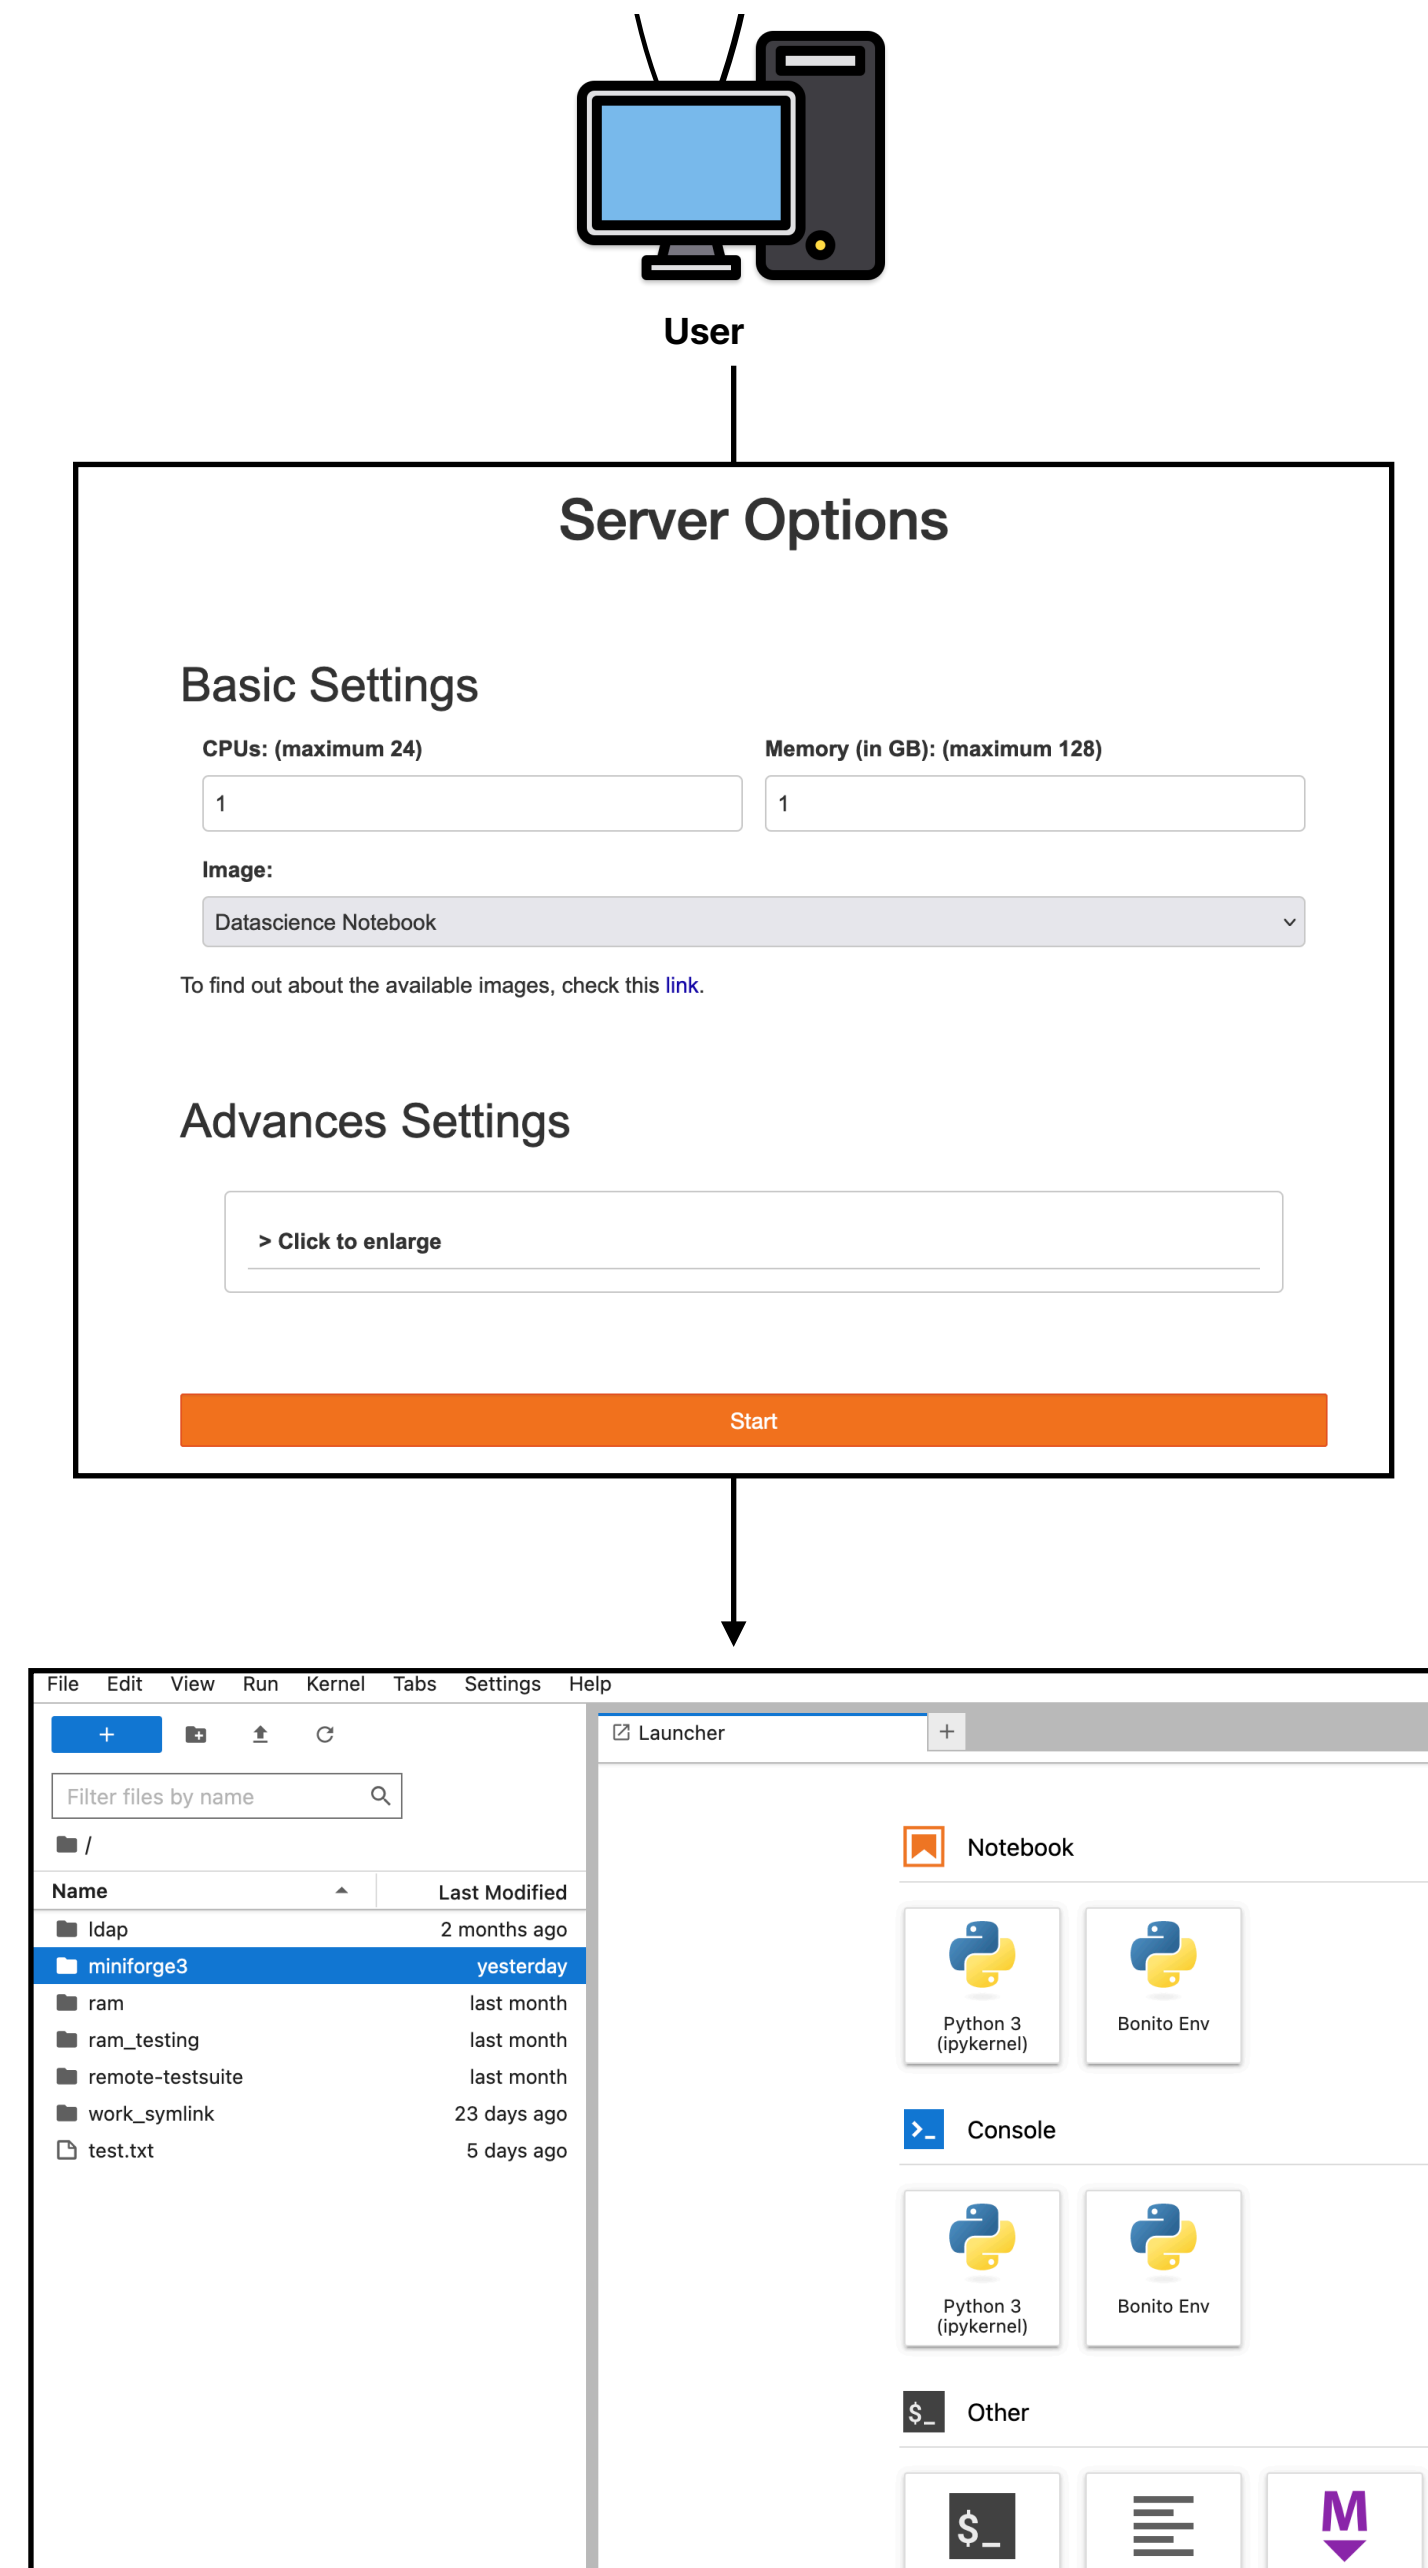 User
Server Options
Basic Settings
CPUs: (maximum 24) Memory (in GB): (maximum 128)
1 1
Image:
Datascience Notebook
To find out about the available images, check this link.
Advances Settings
> Click to enlarge
Start
File Edit View Run Kernel Tabs Settings Help
+
Launcher +
Filter files by name
/
Name Last Modified
ldap 2 months ago
miniforge3 yesterday
ram last month
ram_testing last month
remote-testsuite last month
work_symlink 23 days ago
test.txt 5 days ago
Notebook
Python 3
(ipykernel)
Bonito Env
>_ Console
Python 3
(ipykernel)
Bonito Env
$_ Other
$_
M